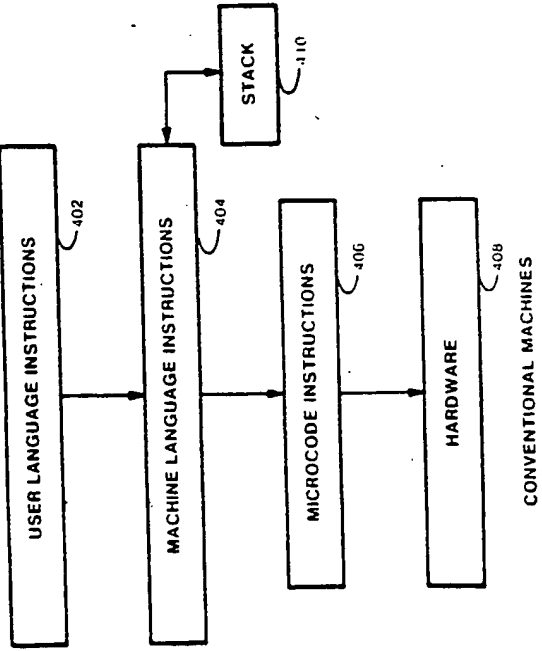 USER LANGUAGE INSTRUCTIONS
402
MACHINE LANGUAGE INSTRUCTIONS
404
STACK
410
MICROCODE INSTRUCTIONS
406
HARDWARE
408
CONVENTIONAL MACHINES